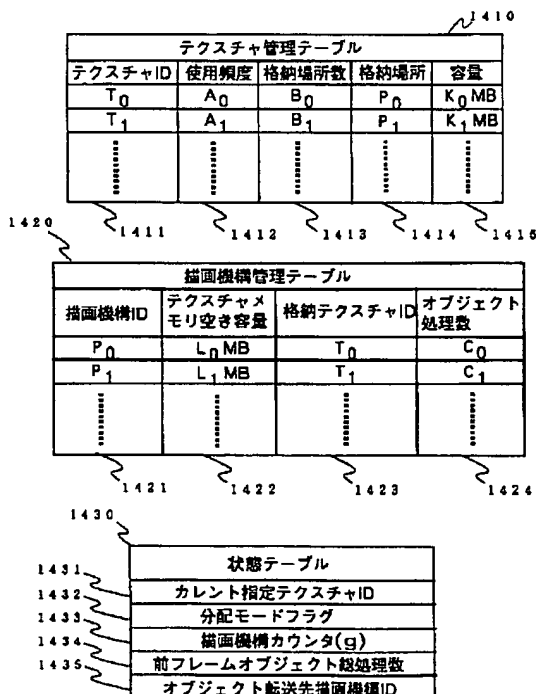 1410
テクスチャ管理テーブル
テクスチャID 使用頻度 格納場所数 格納場所 容量
T0 A0 B0 P0 K0 MB
T1 A1 B1 P1 K1 MB
1411 1412 1413 1414 1415
1420
描画機構管理テーブル
描画機構ID テクスチャメモリ空き容量 格納テクスチャID オブジェクト処理数
P0 L0 MB T0 C0
P1 L1 MB T1 C1
1421 1422 1423 1424
1430
状態テーブル
1431 カレント指定テクスチャID
1432 分配モードフラグ
1433 描画機構カウンタ(g)
1434 前フレームオブジェクト総処理数
1435 オブジェクト転送先描画機構ID